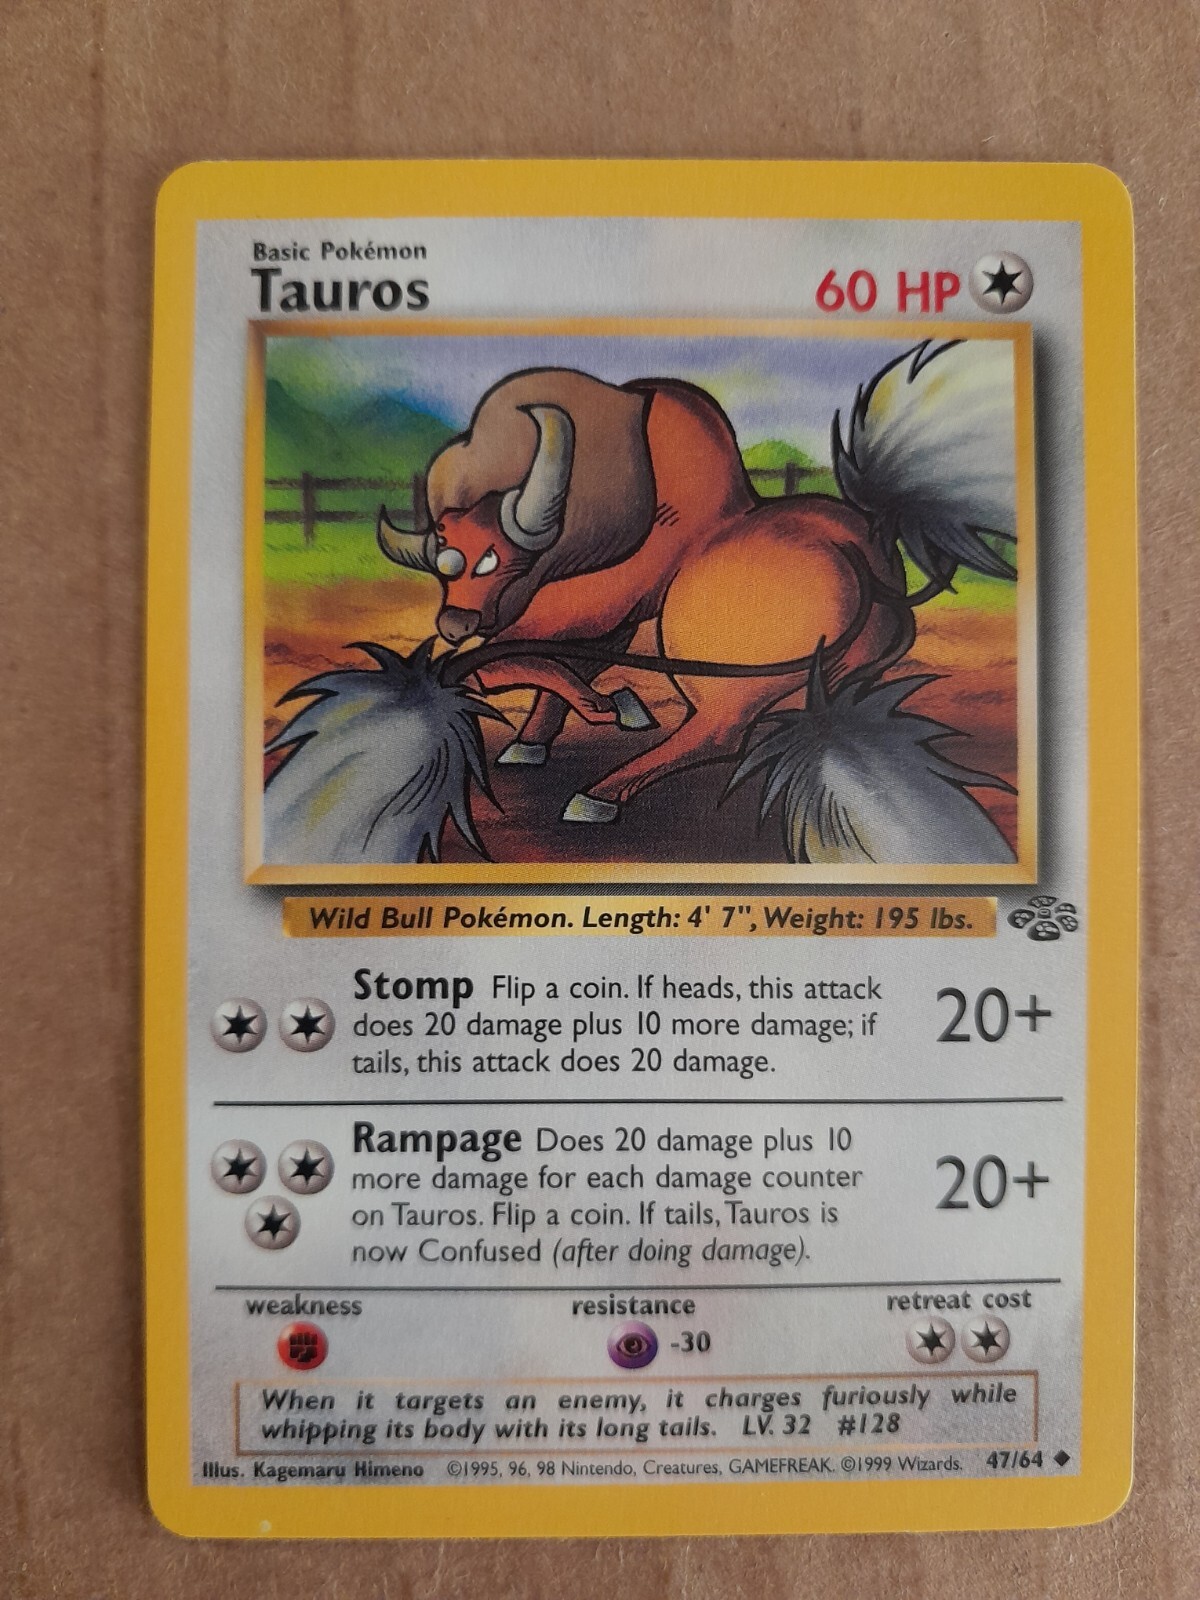 Basic Pokémon
Tauros
60 HP
Wild Bull Pokémon. Length: 4' 7", Weight: 195 lbs.
Stomp Flip a coin. If heads, this attack
does 20 damage plus 10 more damage; if
tails, this attack does 20 damage.
20+
Rampage Does 20 damage plus 10
more damage for each damage counter
on Tauros. Flip a coin. If tails, Tauros is
now Confused (after doing damage).
20+
weakness
resistance
retreat cost
-30
When it targets an enemy, it charges furiously while
whipping its body with its long tails. LV. 32 #128
Illus. Kagemaru Himeno ©1995, 96, 98 Nintendo, Creatures, GAMEFREAK. ©1999 Wizards. 47/64